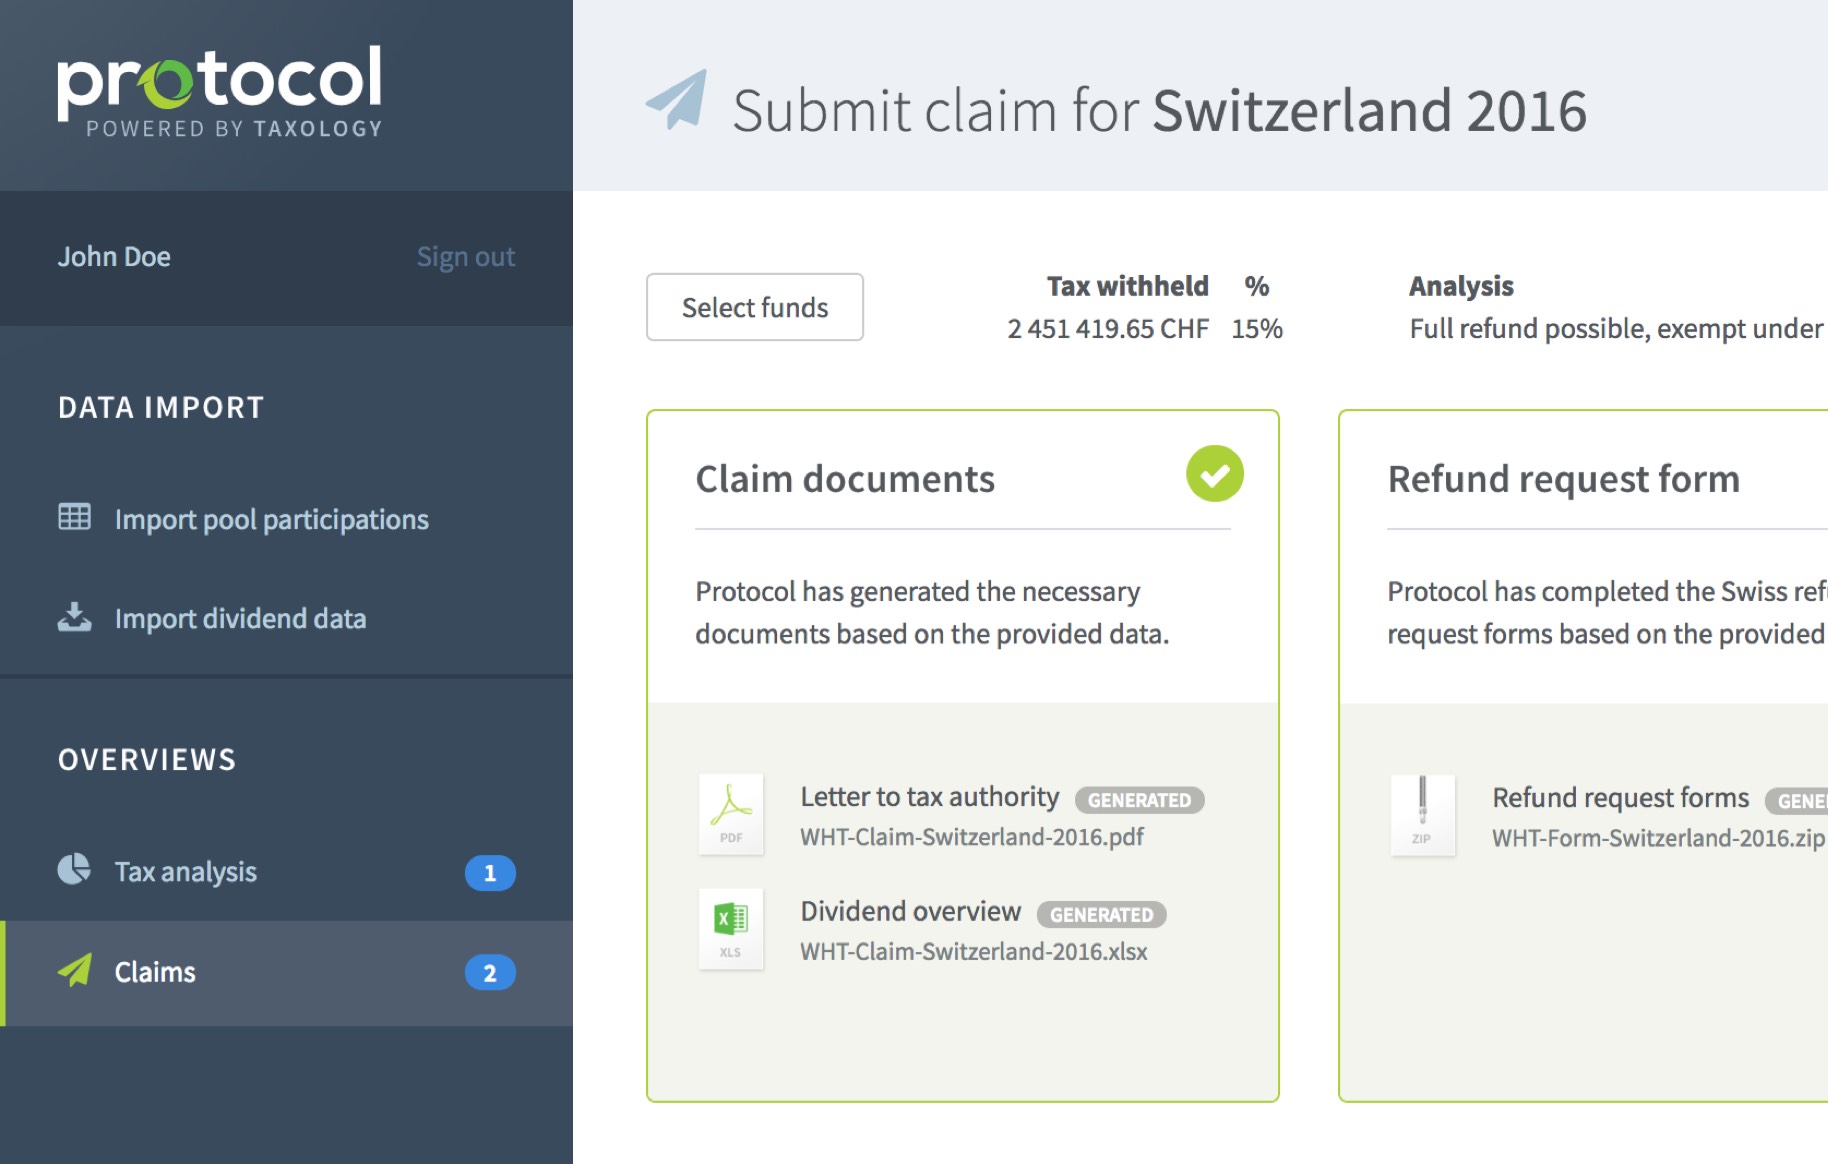 protocol
POWERED BY TAXOLOGY
John Doe
Sign out
DATA IMPORT
Import pool participations
Import dividend data
OVERVIEWS
Tax analysis
1
Claims
2
Submit claim for Switzerland 2016
Select funds
Tax withheld %
2 451 419.65 CHF 15%
Analysis
Full refund possible, exempt under
Claim documents
Protocol has generated the necessary
documents based on the provided data.
PDF
Letter to tax authority GENERATED
WHT-Claim-Switzerland-2016.pdf
XLS
Dividend overview GENERATED
WHT-Claim-Switzerland-2016.xlsx
Refund request form
Protocol has completed the Swiss
request forms based on the provided
ZIP
Refund request forms
WHT-Form-Switzerland-2016.zip